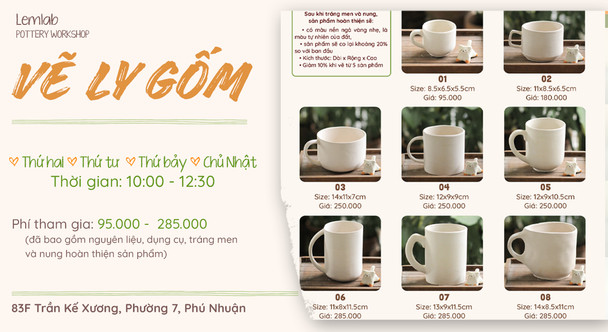 Lemlab
POTTERY WORKSHOP
VẼ LY GỐM
Thứ hai Thứ tư Thứ bảy Chủ Nhật
Thời gian: 10:00 - 12:30
Phí tham gia: 95.000 - 285.000
(đã bao gồm nguyên liệu, dụng cụ, tráng men
và nung hoàn thiện sản phẩm)
83F Trần Kế Xương, Phường 7, Phú Nhuận
Sau khi tráng men và nung,
sản phẩm hoàn thiện sẽ:
• có màu nền ngả vàng nhẹ, là
màu tự nhiên của đất,
• sản phẩm sẽ co lại khoảng 20%
so với ban đầu
• Kích thước: Dài x Rộng x Cao
• Giảm 10% khi vẽ từ 5 sản phẩm
01
Size: 8.5x6.5x5.5cm
Giá: 95.000
02
Size: 11x8.5x6.5cm
Giá: 180.000
03
Size: 14x11x7cm
Giá: 250.000
04
Size: 12x9x9cm
Giá: 250.000
05
Size: 12x9x10.5cm
Giá: 250.000
06
Size: 11x8x11.5cm
Giá: 285.000
07
Size: 13x9x11.5cm
Giá: 285.000
08
Size: 14x8.5x11cm
Giá: 285.000